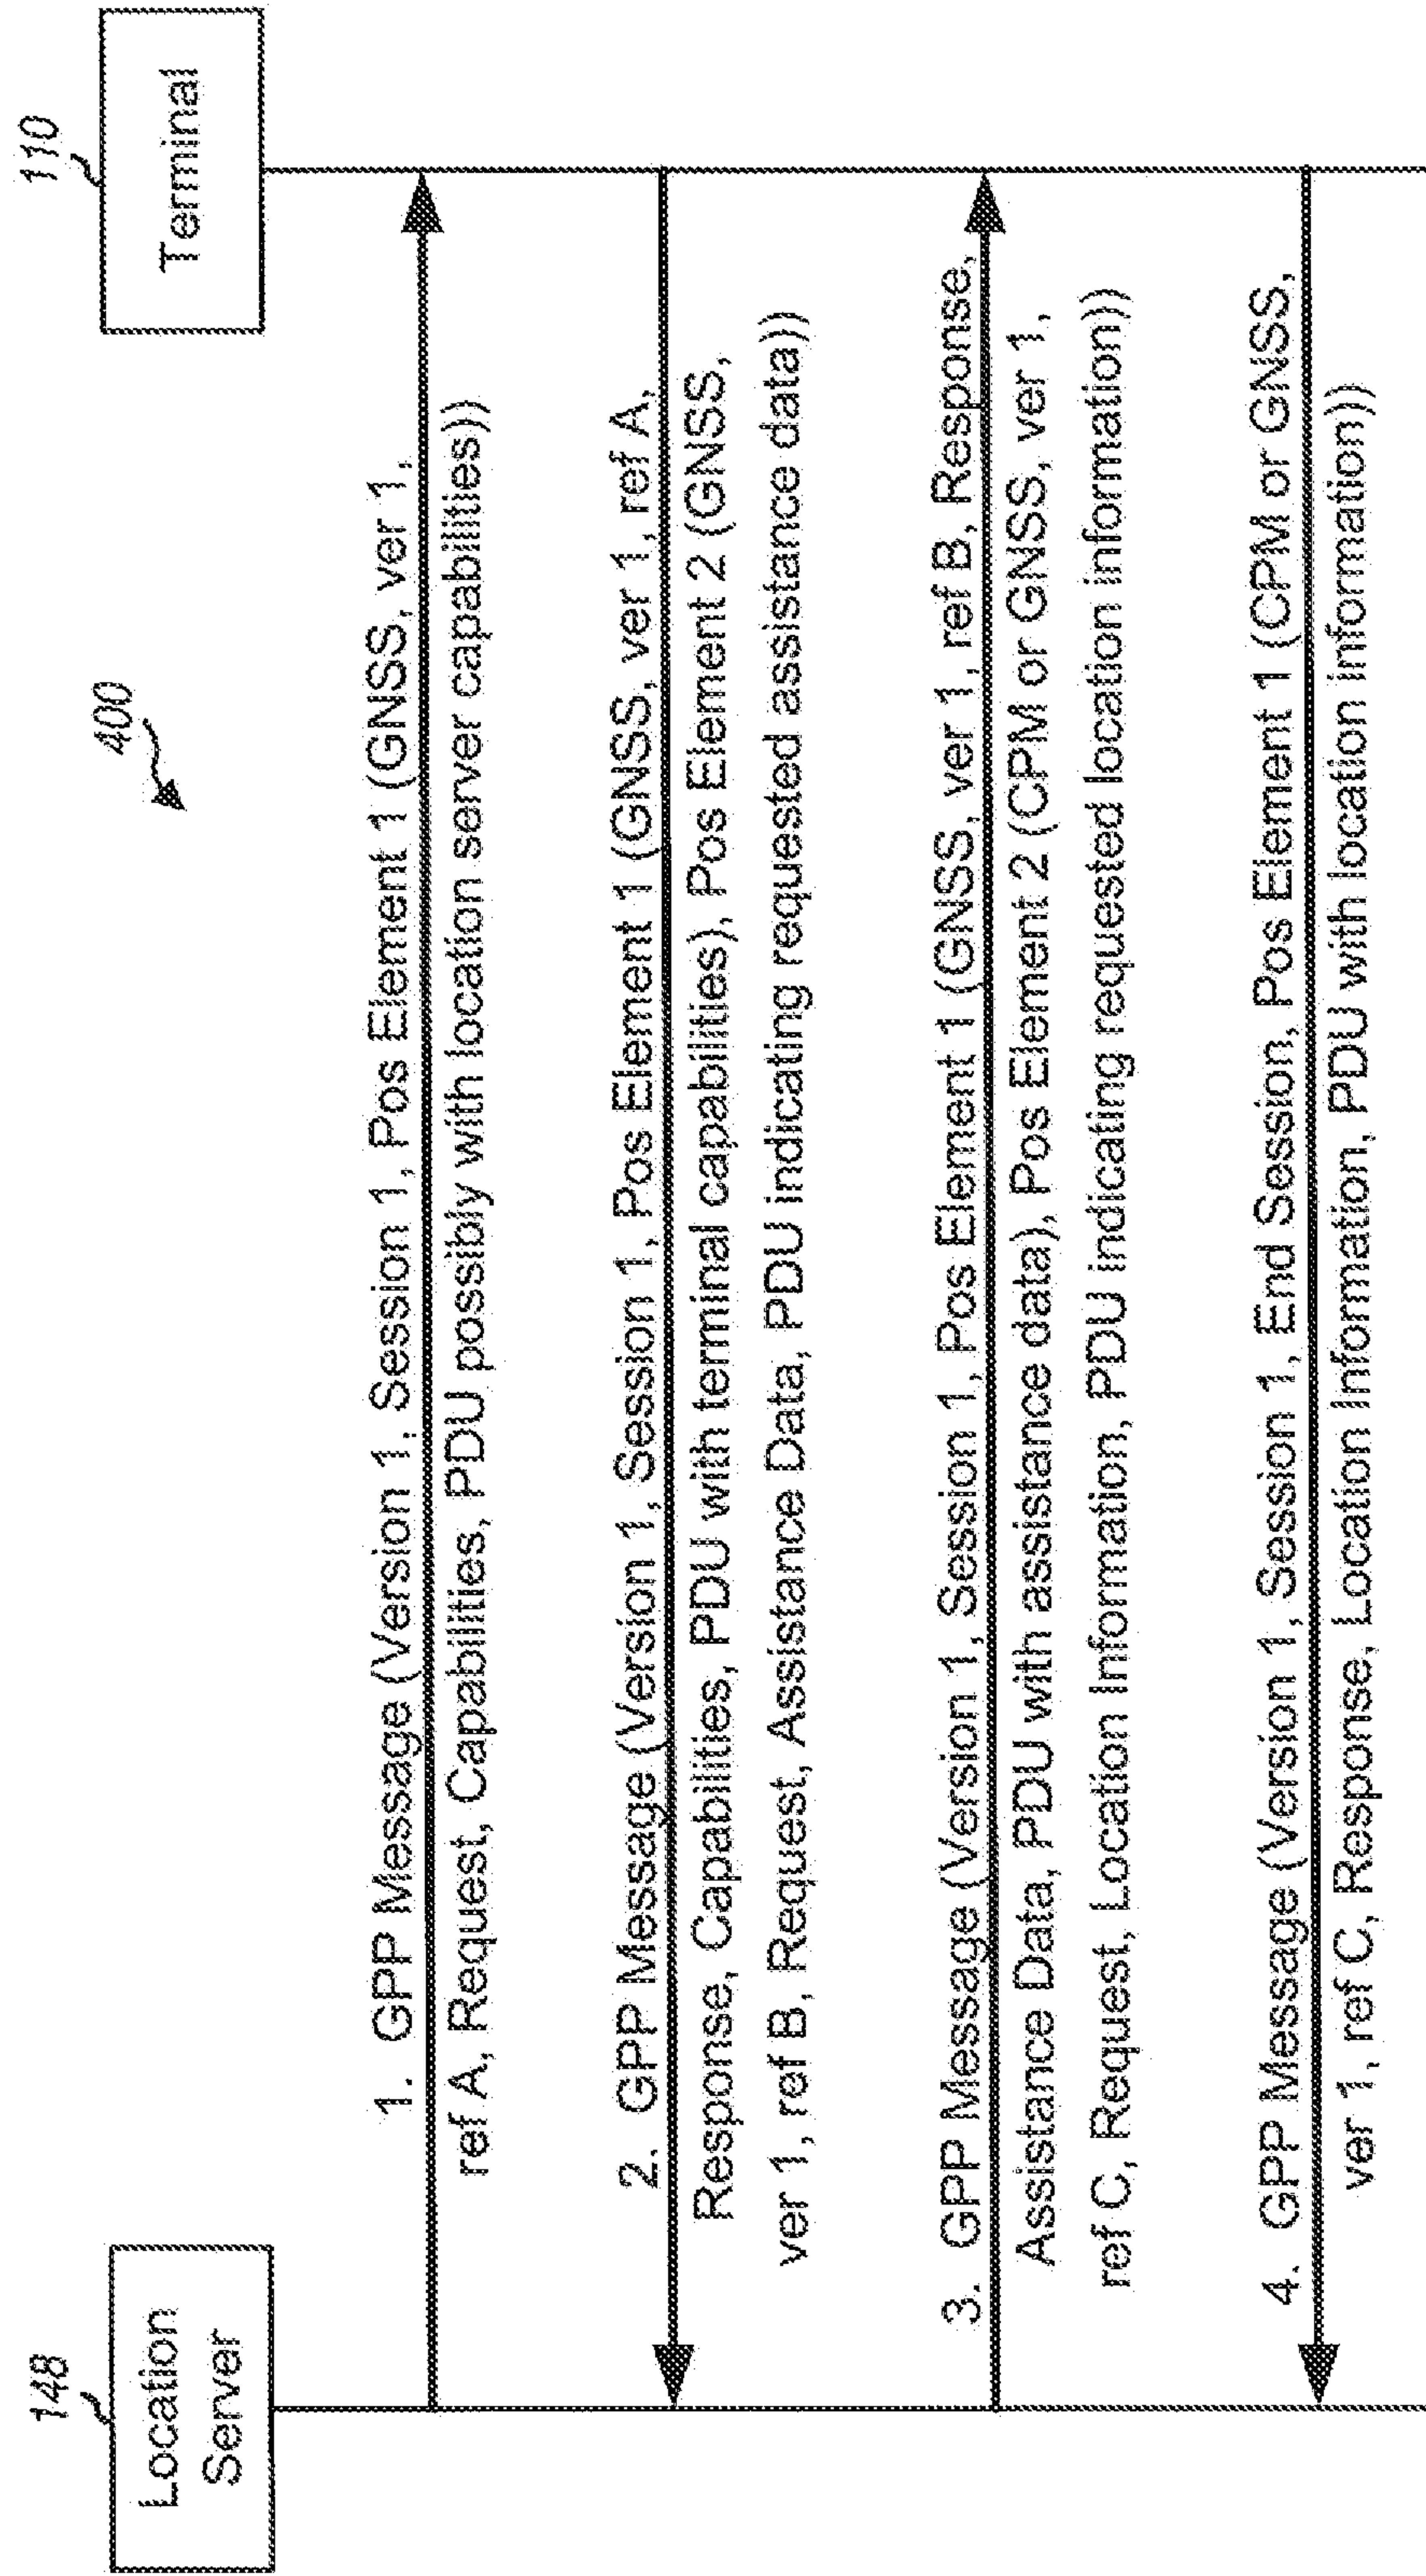 400
148
Location
Server
110
Terminal
1. GPP Message (Version 1, Session 1, Pos Element 1 (GNSS, ver 1,
ref A, Request, Capabilities, PDU possibly with location server capabilities))
2. GPP Message (Version 1, Session 1, Pos Element 1 (GNSS, ver 1, ref A,
Response, Capabilities, PDU with terminal capabilities), Pos Element 2 (GNSS,
ver 1, ref B, Request, Assistance Data, PDU indicating requested assistance data))
3. GPP Message (Version 1, Session 1, Pos Element 1 (GNSS, ver 1, ref B, Response,
Assistance Data, PDU with assistance data), Pos Element 2 (CPM or GNSS, ver 1,
ref C, Request, Location Information, PDU indicating requested location information))
4. GPP Message (Version 1, Session 1, End Session, Pos Element 1 (CPM or GNSS,
ver 1, ref C, Response, Location Information, PDU with location information))